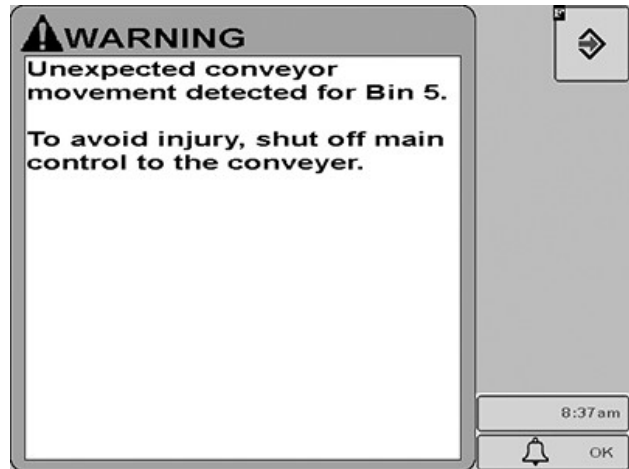 WARNING
Unexpected conveyor
movement detected for Bin 5.
To avoid injury, shut off main
control to the conveyer.
8:37am
OK